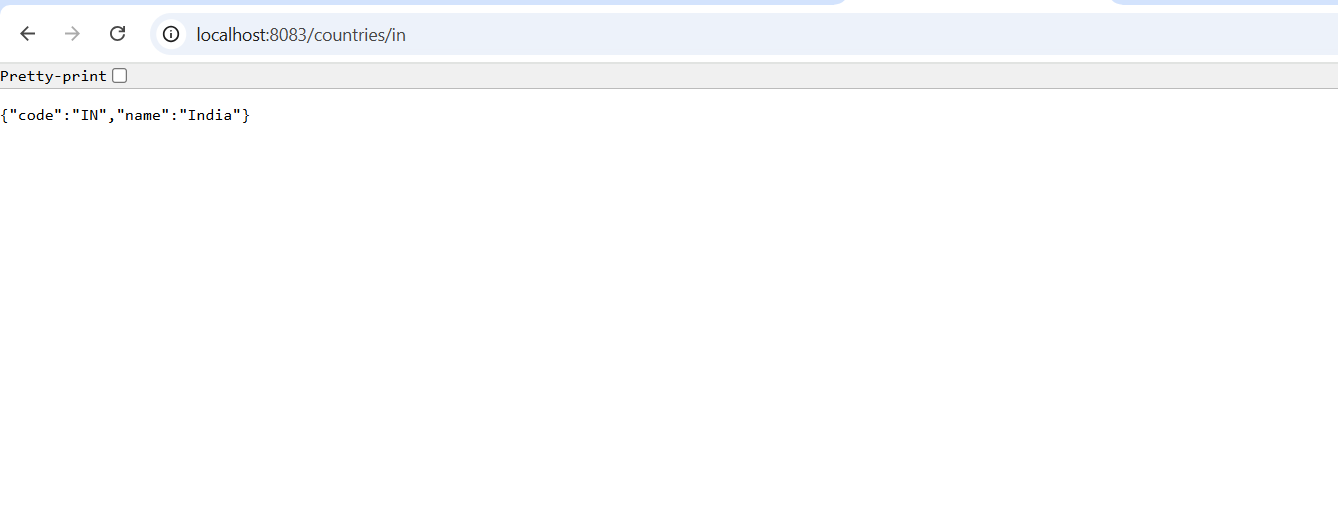 localhost:8083/countries/in
Pretty-print
{"code":"IN","name":"India"}